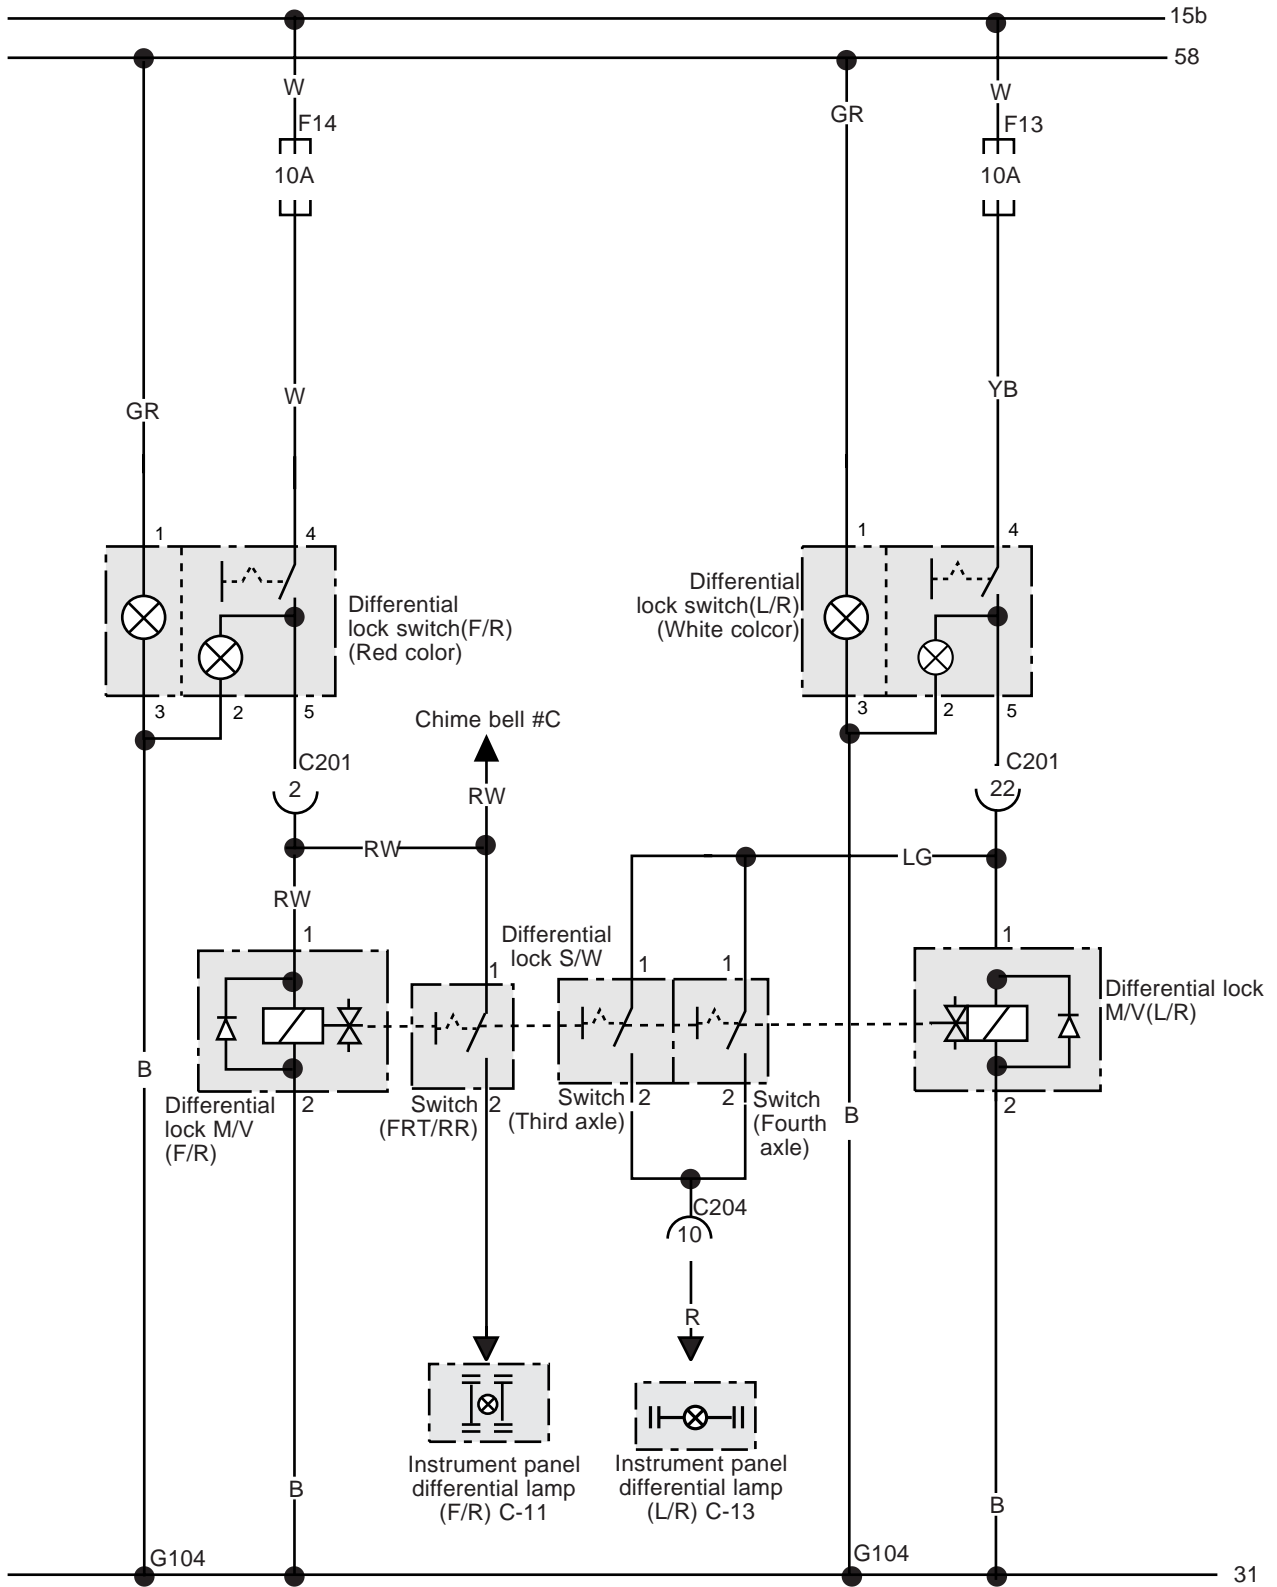 15b
58
W
F14
10A
W
GR
GR
W
F13
10A
YB
1
4
Differential
lock switch(F/R)
(Red color)
3
2
5
1
4
Differential
lock switch(L/R)
(White colcor)
3
2
5
Chime bell #C
C201
2
RW
RW
RW
C201
22
LG
1
Differential
lock M/V
(F/R)
2
B
Differential
lock S/W
1
Switch
(FRT/RR)
2
1
Switch
(Third axle)
2
1
2
Switch
(Fourth
axle)
B
1
Differential lock
M/V(L/R)
2
C204
10
R
Instrument panel
differential lamp
(F/R) C-11
Instrument panel
differential lamp
(L/R) C-13
B
B
G104
G104
31